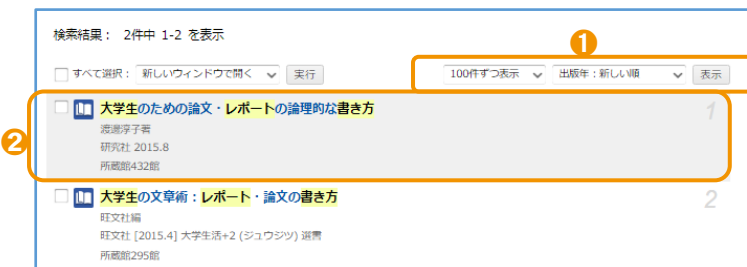 検索結果： 2件中 1-2 を表示
❶
すべて選択： 新しいウィンドウで開く 実行 100件ずつ表示 出版年：新しい順 表示
❷
大学生のための論文・レポートの論理的な書き方 1
渡邊淳子著
研究社 2015.8
所蔵館432館
大学生の文章術：レポート・論文の書き方 2
旺文社編
旺文社 [2015.4] 大学生活+2 (ジュウジツ) 選書
所蔵館295館